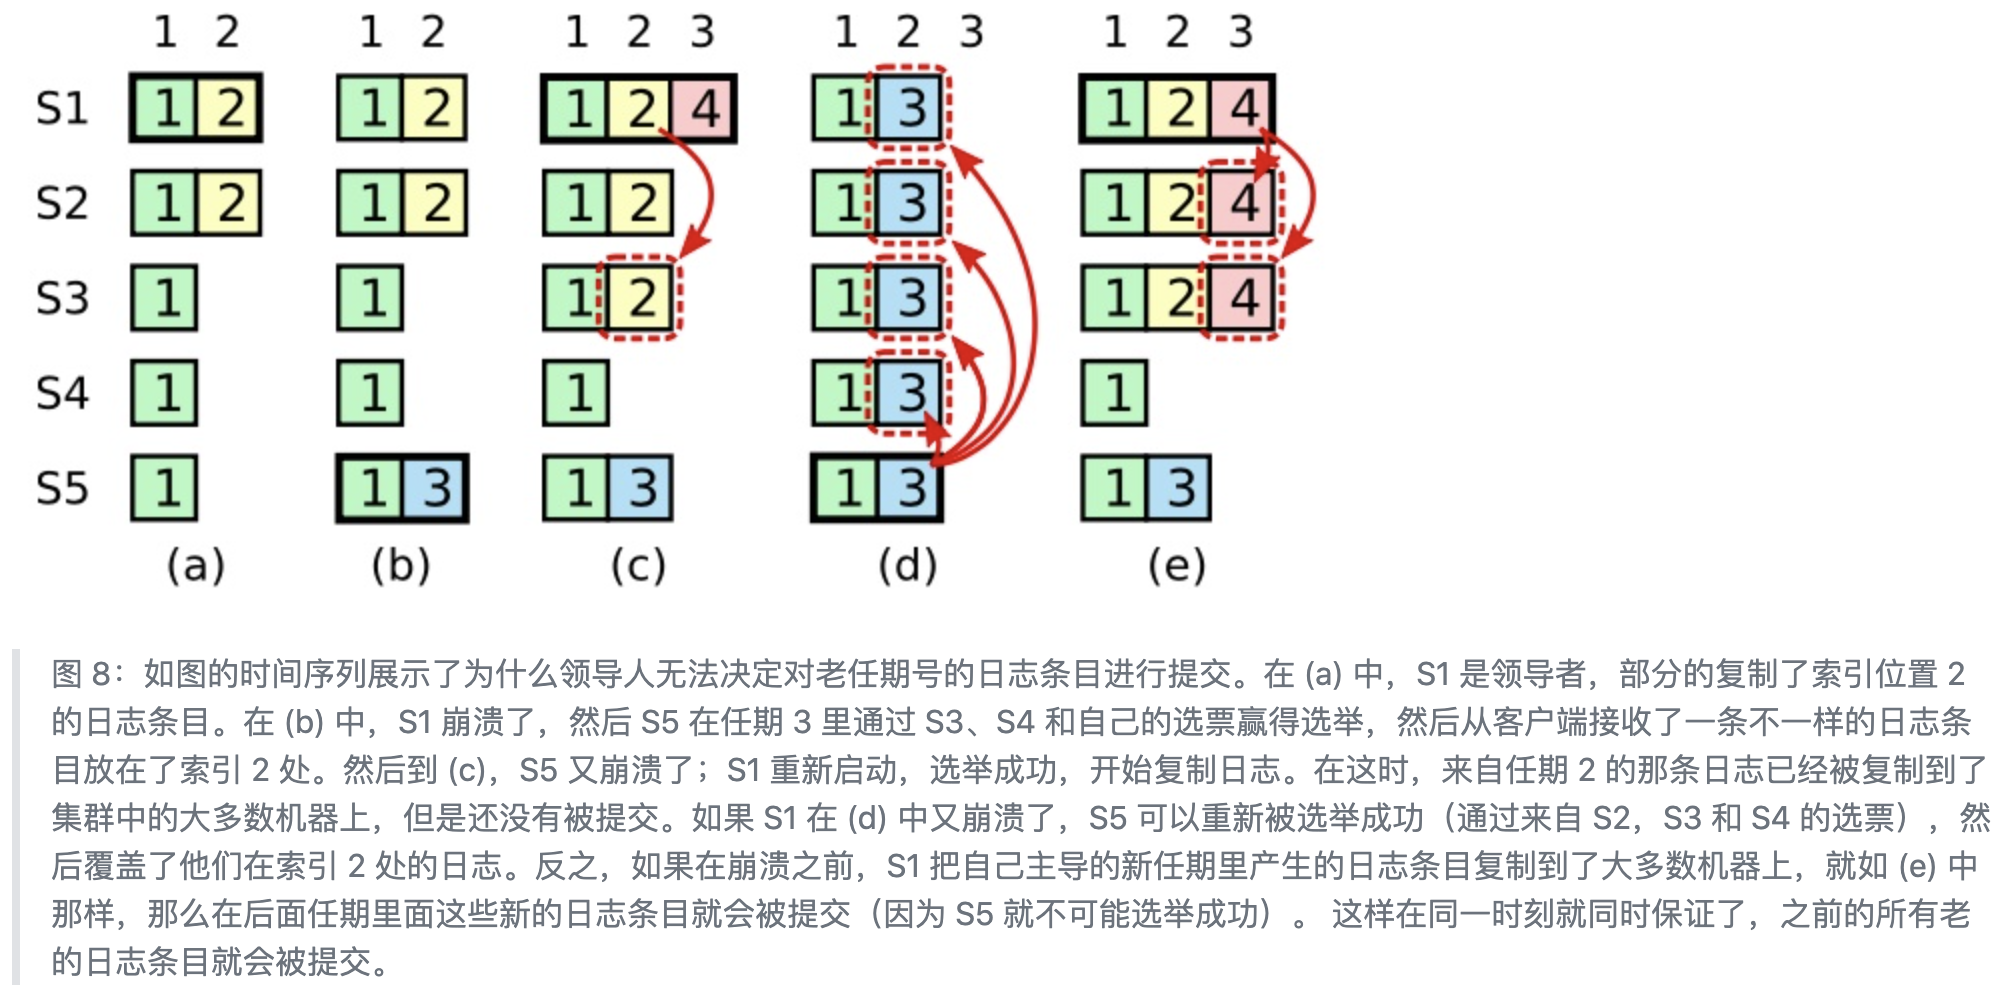 1 2 1 2 1 2 3 1 2 3 1 2 3
S1 1 2 1 2 1 2 4 1 3 1 2 4
S2 1 2 1 2 1 2 1 3 1 2 4
S3 1 1 1 2 1 3 1 2 4
S4 1 1 1 1 3 1
S5 1 1 3 1 3 1 3 1 3
(a) (b) (c) (d) (e)
图 8：如图的时间序列展示了为什么领导人无法决定对老任期号的日志条目进行提交。在 (a) 中，S1 是领导者，部分的复制了索引位置 2
的日志条目。在 (b) 中，S1 崩溃了，然后 S5 在任期 3 里通过 S3、S4 和自己的选票赢得选举，然后从客户端接收了一条不一样的日志条
目放在了索引 2 处。然后到 (c)，S5 又崩溃了；S1 重新启动，选举成功，开始复制日志。在这时，来自任期 2 的那条日志已经被复制到了
集群中的大多数机器上，但是还没有被提交。如果 S1 在 (d) 中又崩溃了，S5 可以重新被选举成功（通过来自 S2，S3 和 S4 的选票），然
后覆盖了他们在索引 2 处的日志。反之，如果在崩溃之前，S1 把自己主导的新任期里产生的日志条目复制到了大多数机器上，就如 (e) 中
那样，那么在后面任期里面这些新的日志条目就会被提交（因为 S5 就不可能选举成功）。 这样在同一时刻就同时保证了，之前的所有老
的日志条目就会被提交。